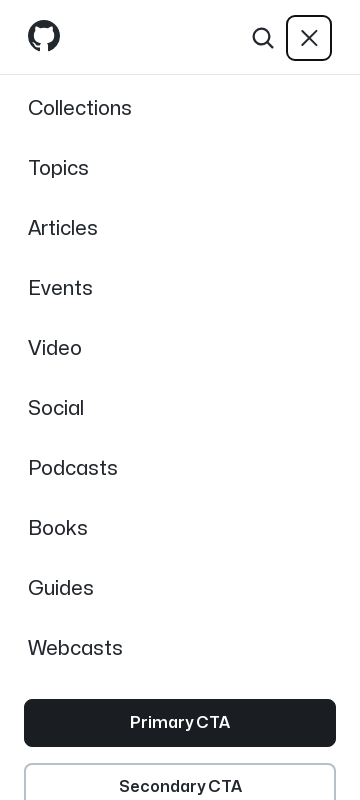 Collections
Topics
Articles
Events
Video
Social
Podcasts
Books
Guides
Webcasts
Primary CTA
Secondary CTA